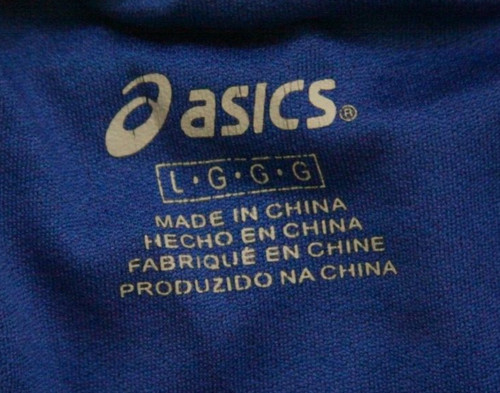 asics®
L·G·G·G
MADE IN CHINA
HECHO EN CHINA
FABRIQUÉ EN CHINE
PRODUZIDO NA CHINA